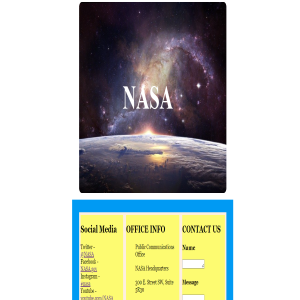 NASA
Social Media
Twitter -
@NASA
Facebook -
NASA.gov
Instagram -
@nasa
Youtube -
youtube.com/NASA
OFFICE INFO
Public Communications
Office
NASA Headquarters
300 E. Street SW, Suite
5R30
CONTACT US
Name
Message